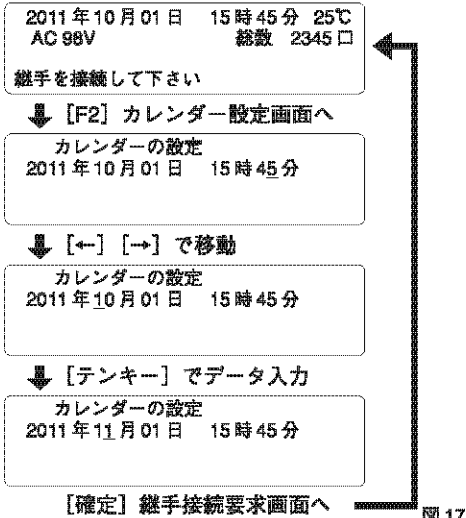 2011年10月01日 15時45分 25℃
AC 98V 総数 2345口
継手を接続して下さい
[F2] カレンダー設定画面へ
カレンダーの設定
2011年10月01日 15時45分
[←] [→] で移動
カレンダーの設定
2011年10月01日 15時45分
[テンキー] でデータ入力
カレンダーの設定
2011年11月01日 15時45分
[確定] 継手接続要求画面へ
図17